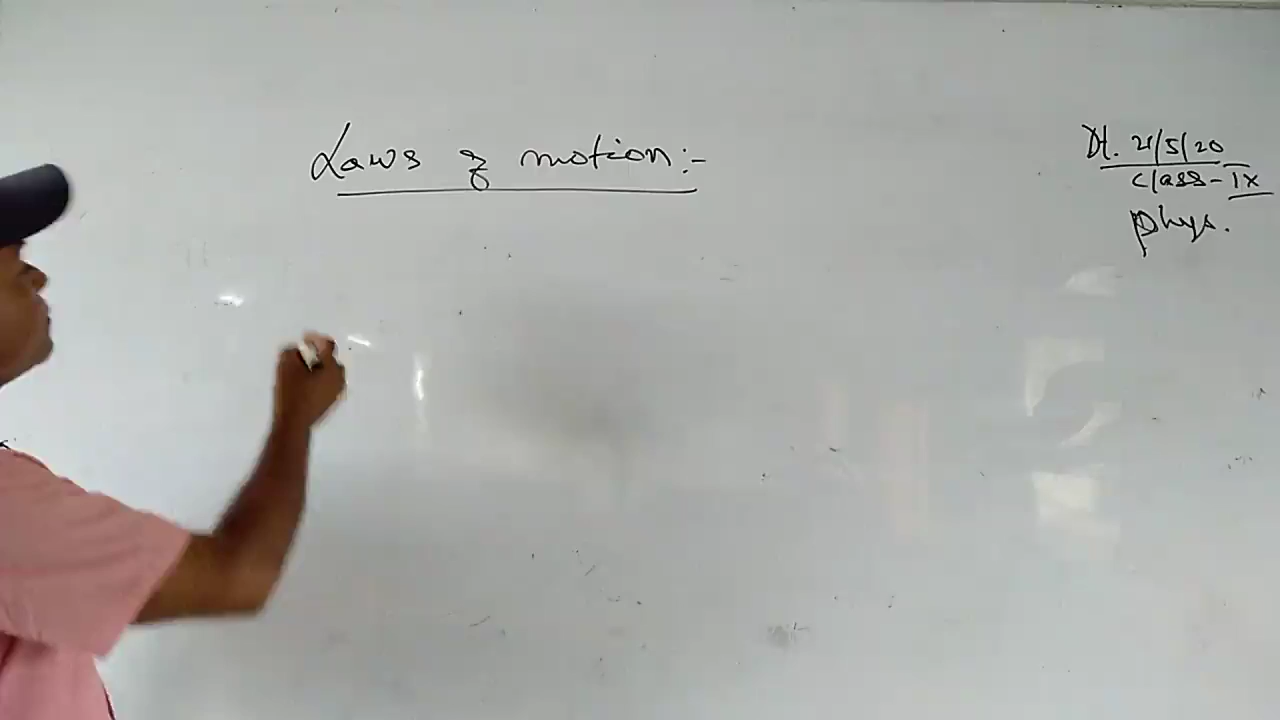 Laws of motion:-
Dt. 21/5/20
Class-IX
phys.